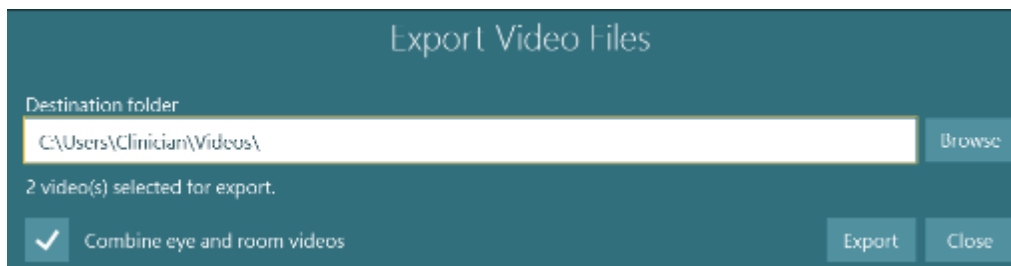 Export Video Files
Destination folder
C:\Users\Clinician\Videos\
Browse
2 video(s) selected for export.
Combine eye and room videos
Export
Close